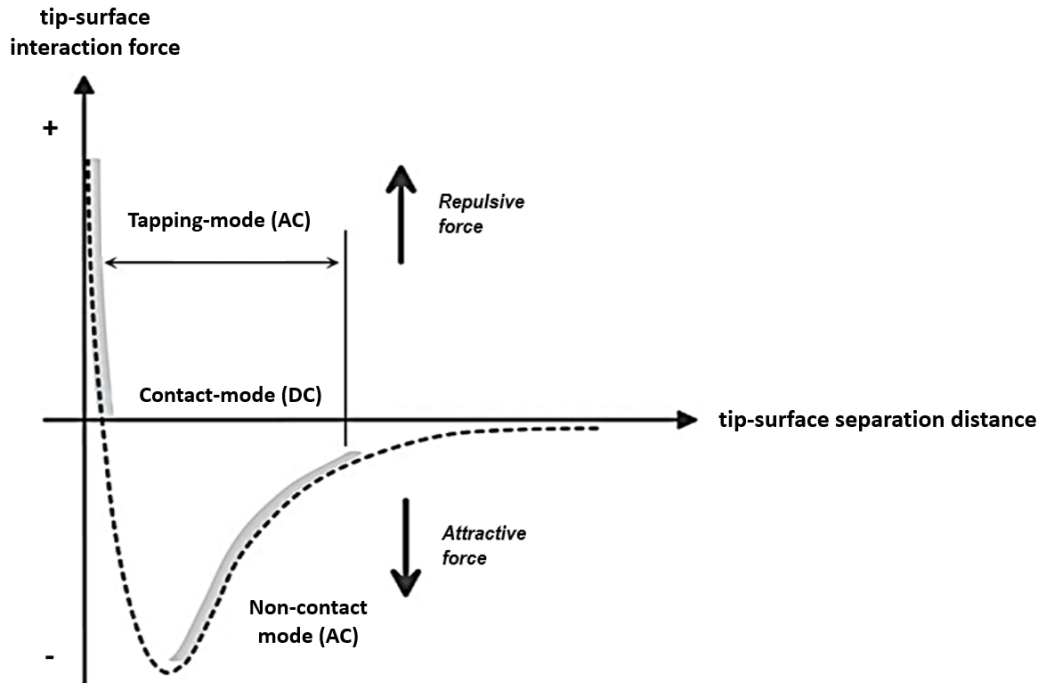 tip-surface
interaction force
+
Repulsive
force
Tapping-mode (AC)
Contact-mode (DC)
tip-surface separation distance
Attractive
force
Non-contact
mode (AC)
-